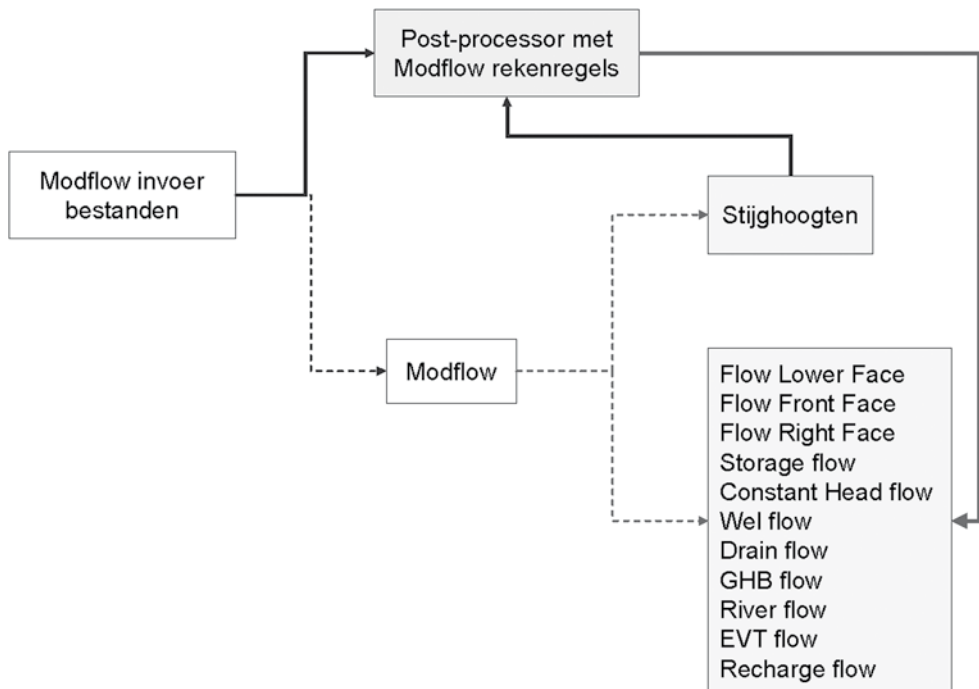 Post-processor met
Modflow rekenregels
Modflow invoer
bestanden
Stijghoogten
Modflow
Flow Lower Face
Flow Front Face
Flow Right Face
Storage flow
Constant Head flow
Wel flow
Drain flow
GHB flow
River flow
EVT flow
Recharge flow